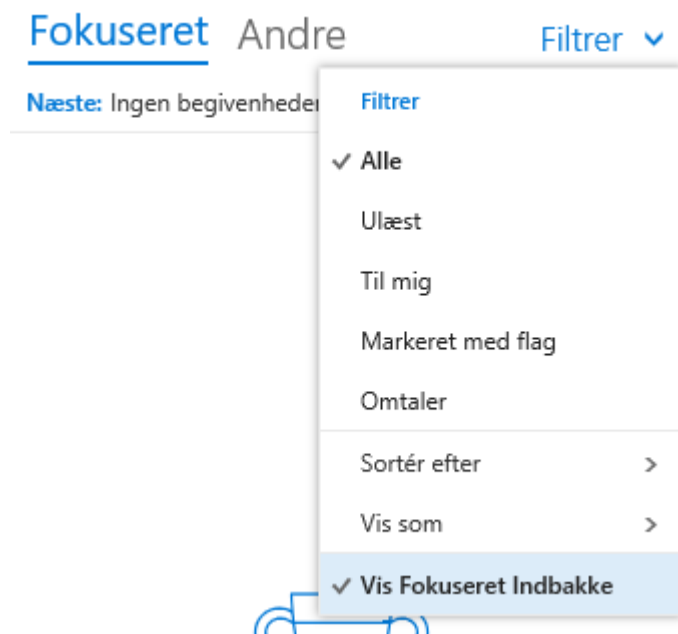 Fokuseret Andre Filtrer
Næste: Ingen begivenheder
Filtrer
Alle
Ulæst
Til mig
Markeret med flag
Omtaler
Sortér efter
Vis som
Vis Fokuseret Indbakke